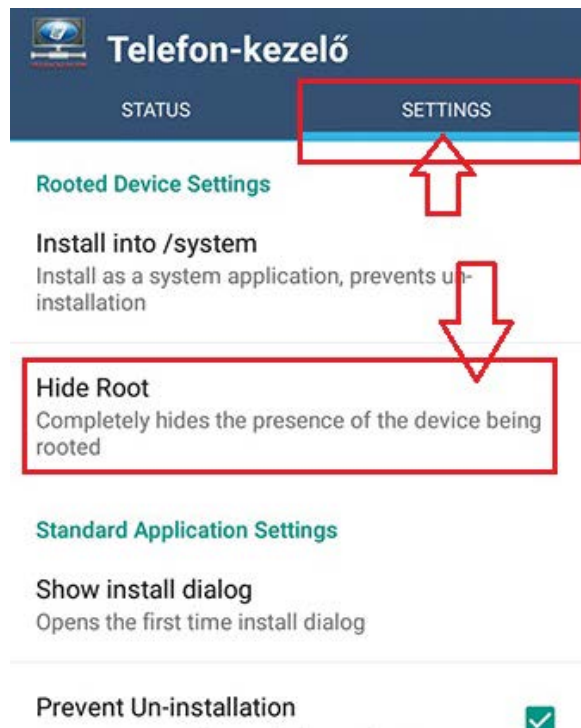 Telefon-kezelő
STATUS
SETTINGS
Rooted Device Settings
Install into /system
Install as a system application, prevents un-
installation
Hide Root
Completely hides the presence of the device being
rooted
Standard Application Settings
Show install dialog
Opens the first time install dialog
Prevent Un-installation